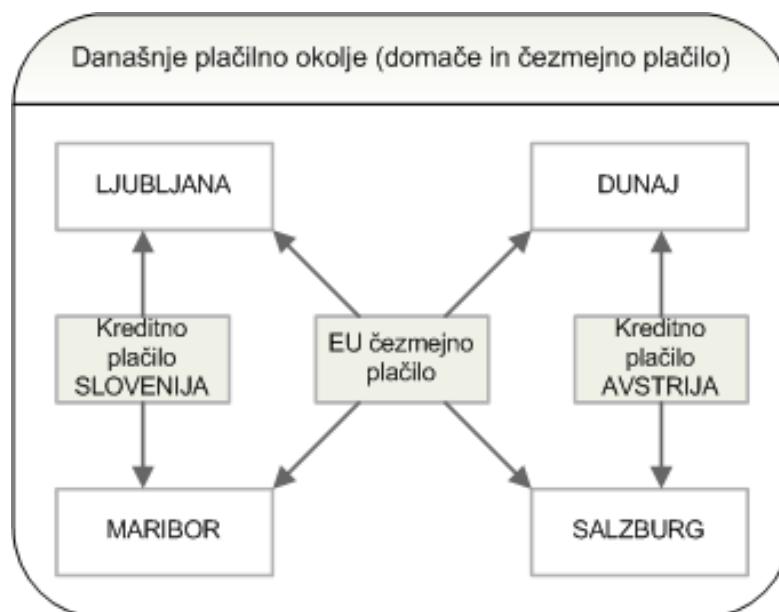 Današnje plačilno okolje (domače in čezmejno plačilo)
LJUBLJANA
DUNAJ
Kreditno
plačilo
SLOVENIJA
EU čezmejno
plačilo
Kreditno
plačilo
AVSTRIJA
MARIBOR
SALZBURG